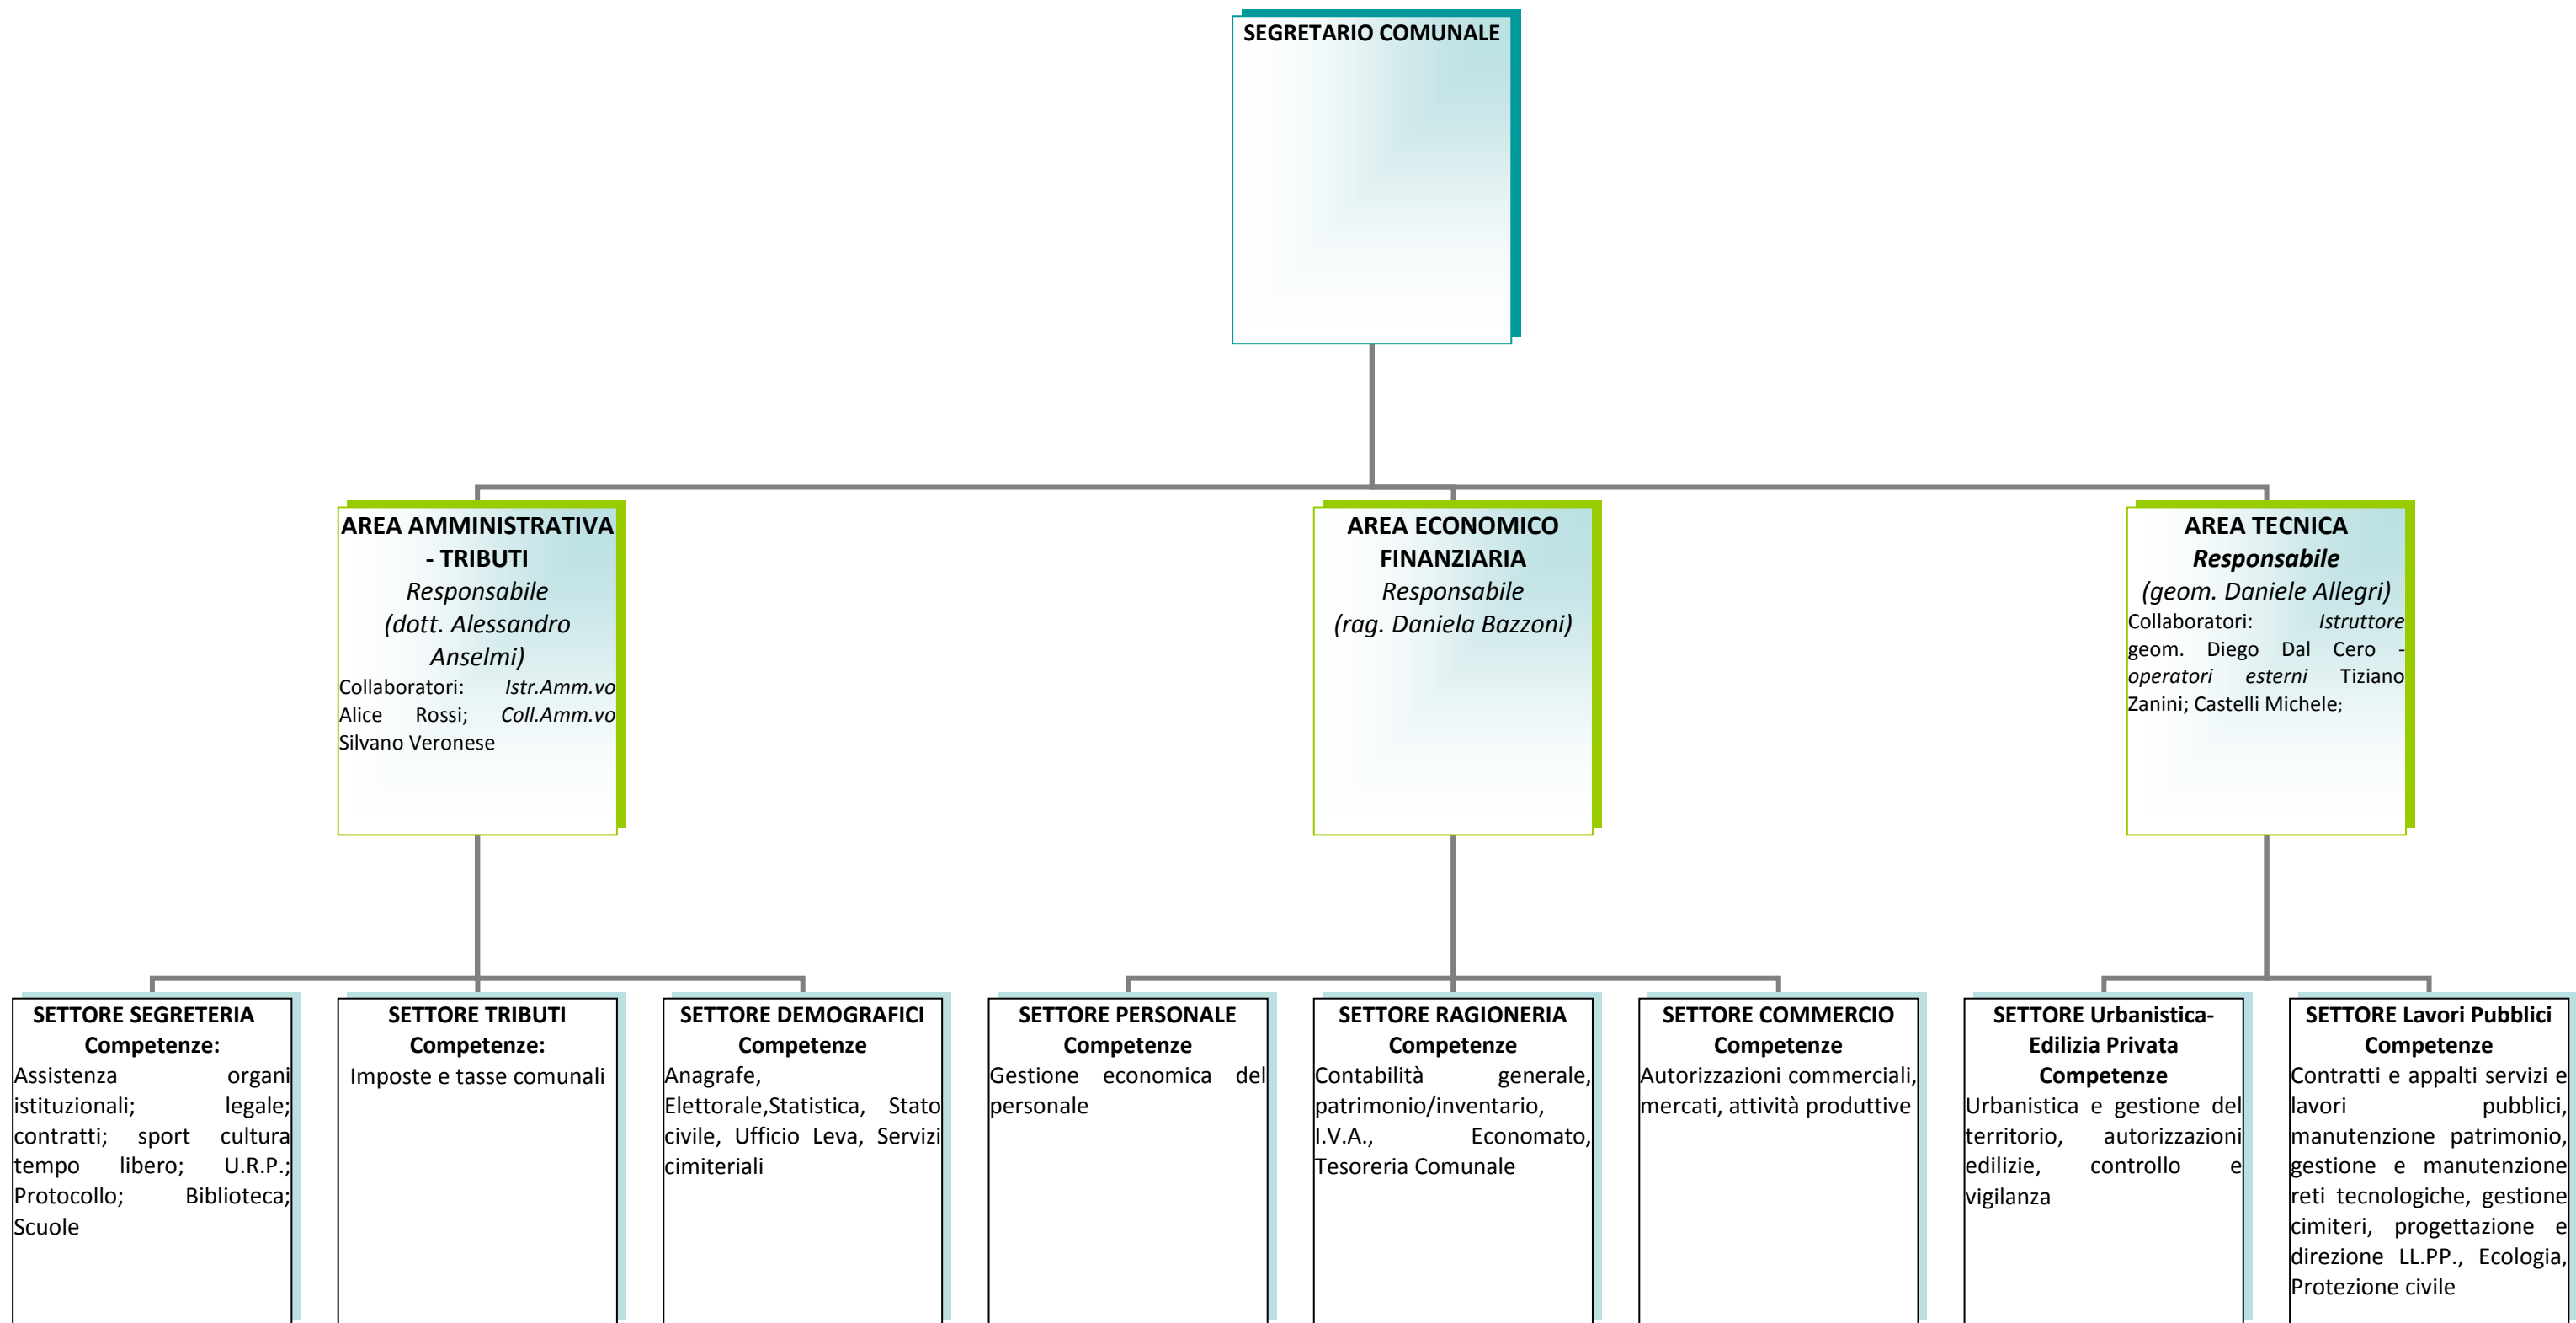 SEGRETARIO COMUNALE
AREA AMMINISTRATIVA
- TRIBUTI
Responsabile
(dott. Alessandro
Anselmi)
Collaboratori: Istr.Amm.vo
Alice Rossi; Coll.Amm.vo
Silvano Veronese
AREA ECONOMICO
FINANZIARIA
Responsabile
(rag. Daniela Bazzoni)
AREA TECNICA
Responsabile
(geom. Daniele Allegri)
Collaboratori: Istruttore
geom. Diego Dal Cero -
operatori esterni Tiziano
Zanini; Castelli Michele;
SETTORE SEGRETERIA
Competenze:
Assistenza organi
istituzionali; legale;
contratti; sport cultura
tempo libero; U.R.P.;
Protocollo; Biblioteca;
Scuole
SETTORE TRIBUTI
Competenze:
Imposte e tasse comunali
SETTORE DEMOGRAFICI
Competenze
Anagrafe,
Elettorale,Statistica, Stato
civile, Ufficio Leva, Servizi
cimiteriali
SETTORE PERSONALE
Competenze
Gestione economica del
personale
SETTORE RAGIONERIA
Competenze
Contabilità generale,
patrimonio/inventario,
I.V.A., Economato,
Tesoreria Comunale
SETTORE COMMERCIO
Competenze
Autorizzazioni commerciali,
mercati, attività produttive
SETTORE Urbanistica-
Edilizia Privata
Competenze
Urbanistica e gestione del
territorio, autorizzazioni
edilizie, controllo e
vigilanza
SETTORE Lavori Pubblici
Competenze
Contratti e appalti servizi e
lavori pubblici,
manutenzione patrimonio,
gestione e manutenzione
reti tecnologiche, gestione
cimiteri, progettazione e
direzione LL.PP., Ecologia,
Protezione civile